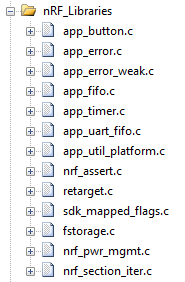 nRF_Libraries
app_button.c
app_error.c
app_error_weak.c
app_fifo.c
app_timer.c
app_uart_fifo.c
app_util_platform.c
nrf_assert.c
retarget.c
sdk_mapped_flags.c
fstorage.c
nrf_pwr_mgmt.c
nrf_section_iter.c